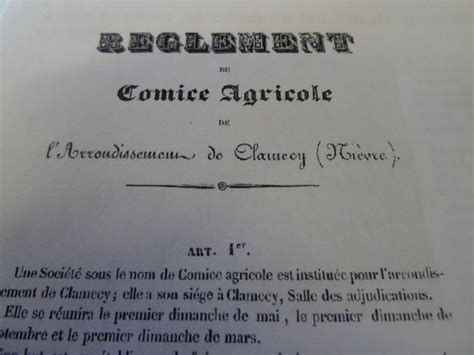 REGLEMENT
DU
Comice Agricole
DE
l'Arrondissement de Clamecy (Nièvre).
ART. 1er.
Une Société sous le nom de Comice agricole est instituée pour l'arrondis-
sement de Clamecy; elle a son siége à Clamecy, Salle des adjudications.
Elle se réunira le premier dimanche de mai, le premier dimanche de
septembre et le premier dimanche de mars.